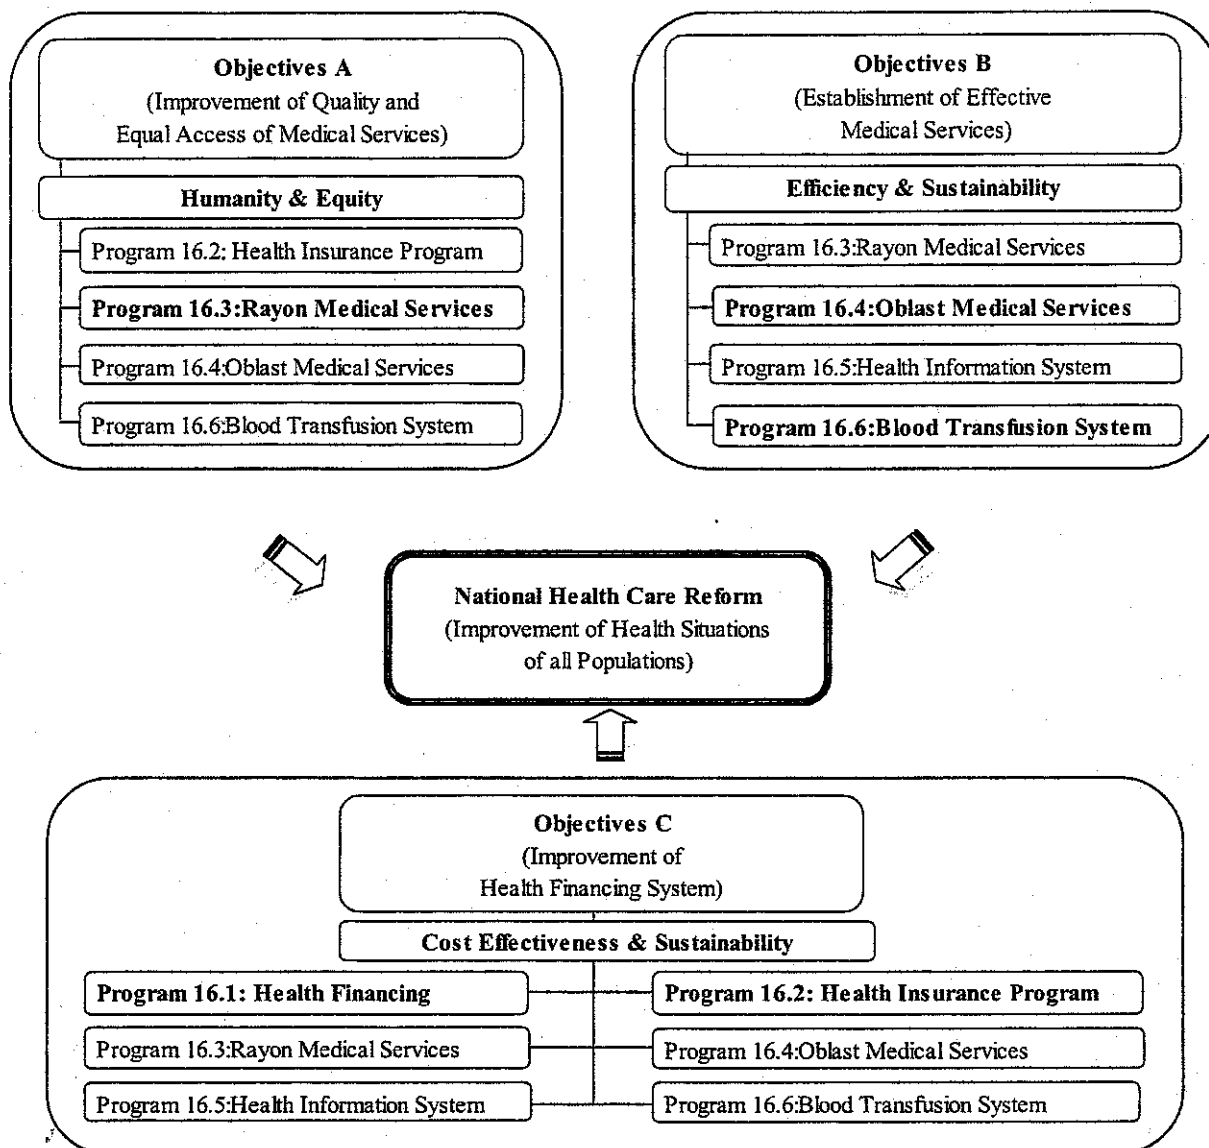 Objectives A
(Improvement of Quality and
Equal Access of Medical Services)
Humanity & Equity
Program 16.2: Health Insurance Program
Program 16.3:Rayon Medical Services
Program 16.4:Oblast Medical Services
Program 16.6:Blood Transfusion System
Objectives B
(Establishment of Effective
Medical Services)
Efficiency & Sustainability
Program 16.3:Rayon Medical Services
Program 16.4:Oblast Medical Services
Program 16.5:Health Information System
Program 16.6:Blood Transfusion System
National Health Care Reform
(Improvement of Health Situations
of all Populations)
Objectives C
(Improvement of
Health Financing System)
Cost Effectiveness & Sustainability
Program 16.1: Health Financing
Program 16.2: Health Insurance Program
Program 16.3:Rayon Medical Services
Program 16.4:Oblast Medical Services
Program 16.5:Health Information System
Program 16.6:Blood Transfusion System